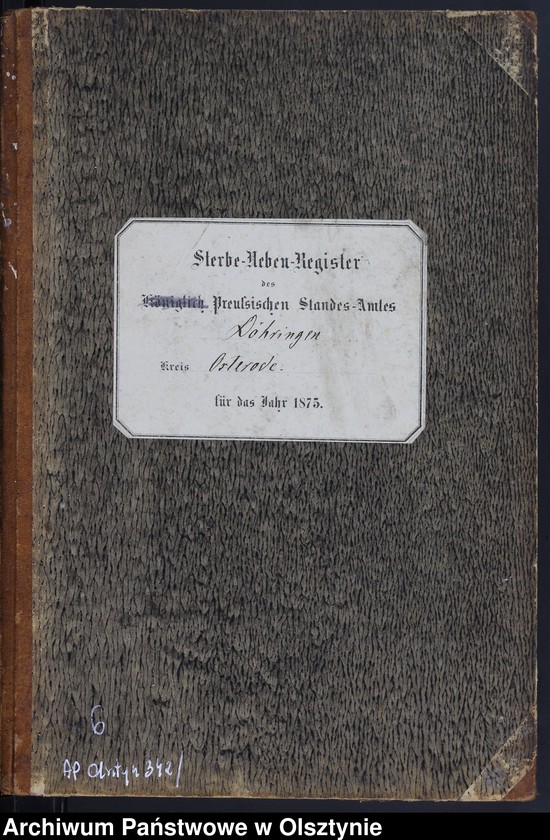 Sterbe-Neben-Register
des
Königlich Preussischen Standes-Amtes
Döhringen
Kreis Osterode.
für das Jahr 1875.
6
AP Olsztyn 342/
Archiwum Państwowe w Olsztynie